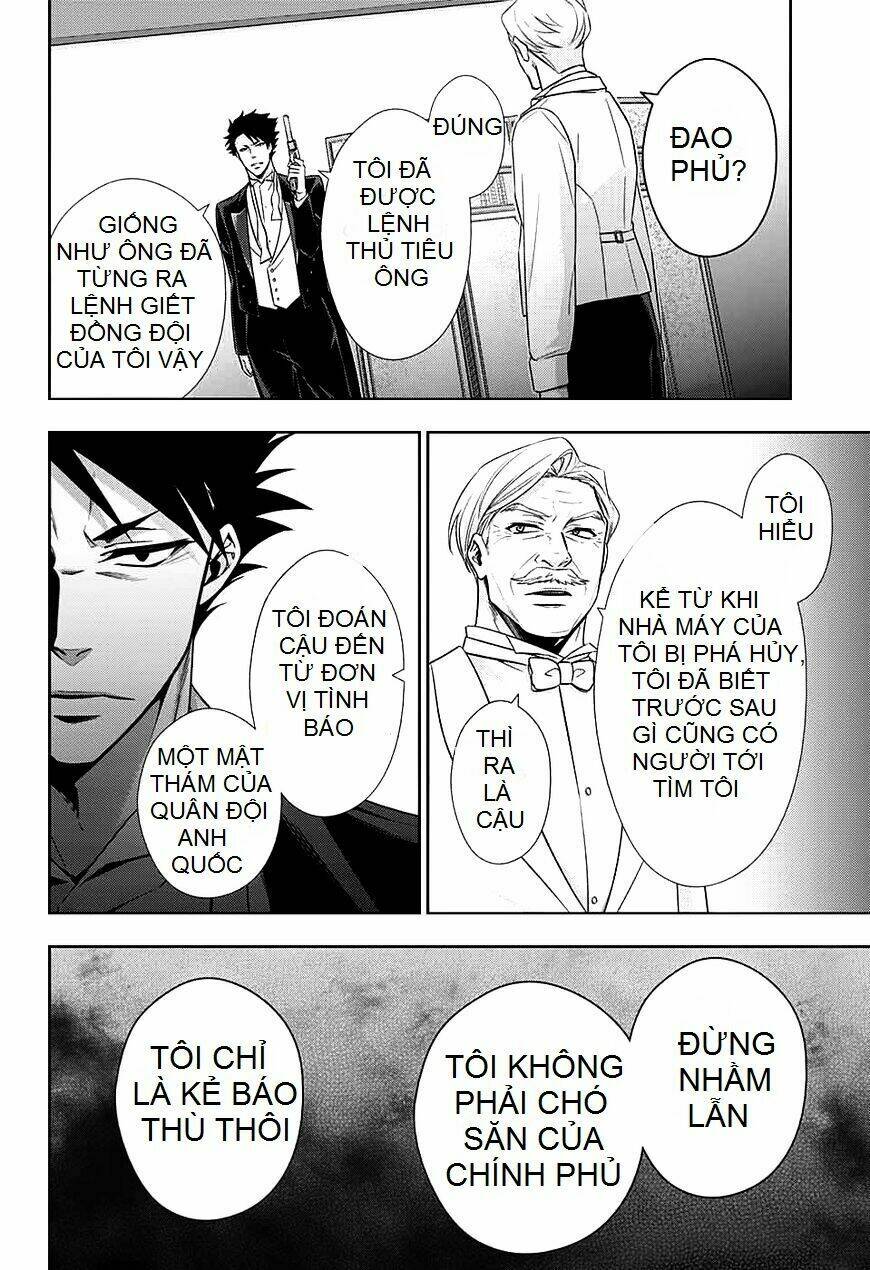 ĐAO
PHỦ?
ĐÚNG
TÔI ĐÃ
ĐƯỢC
LỆNH
THỦ TIÊU
ÔNG
GIỐNG
NHƯ ÔNG ĐÃ
TỪNG RA
LỆNH GIẾT
ĐỒNG ĐỘI
CỦA TÔI VẬY
TÔI
HIỂU
KỂ TỪ KHI
NHÀ MÁY CỦA
TÔI BỊ PHÁ HỦY,
TÔI ĐÃ BIẾT
TRƯỚC SAU
GÌ CŨNG CÓ
NGƯỜI TỚI
TÌM TÔI
THÌ
RA
LÀ
CẬU
TÔI ĐOÁN
CẬU ĐẾN
TỪ ĐƠN
VỊ TÌNH
BÁO
MỘT MẬT
THÁM CỦA
QUÂN ĐỘI
ANH
QUỐC
ĐỪNG
NHẦM
LẪN
TÔI KHÔNG
PHẢI CHÓ
SĂN CỦA
CHÍNH PHỦ
TÔI CHỈ
LÀ KẺ BÁO
THÙ THÔI